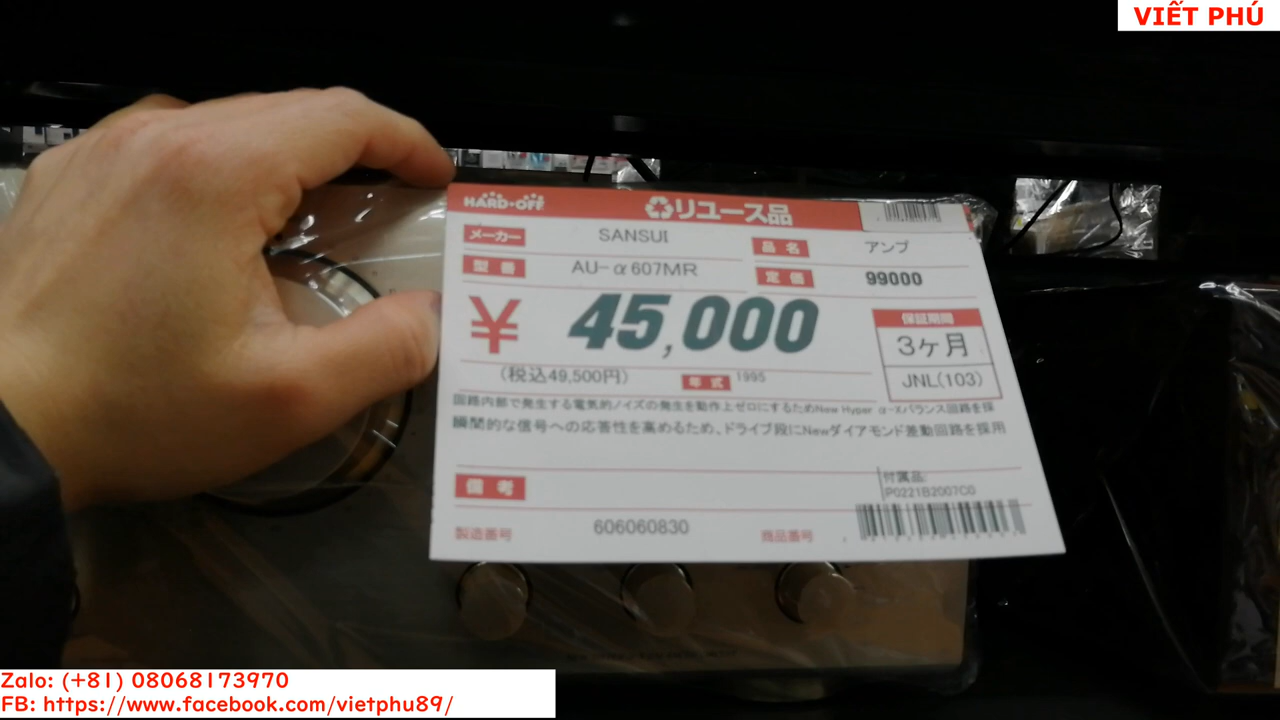 VIẾT PHÚ
HARD・OFF リユース品
メーカー SANSUI 品名 アンプ
型番 AU-α607MR 定価 99000
¥ 45,000
保証期間
3ヶ月
JNL(103)
(税込49,500円) 年式 1995
回路内部で発生する電気的ノイズの発生を動作上ゼロにするためNew Hyper α-Xバランス回路を採
瞬間的な信号への応答性を高めるため、ドライブ段にNewダイアモンド差動回路を採用
備考
付属品:
製造番号 606060830 商品番号
Zalo: (+81) 08068173970
FB: https://www.facebook.com/vietphu89/